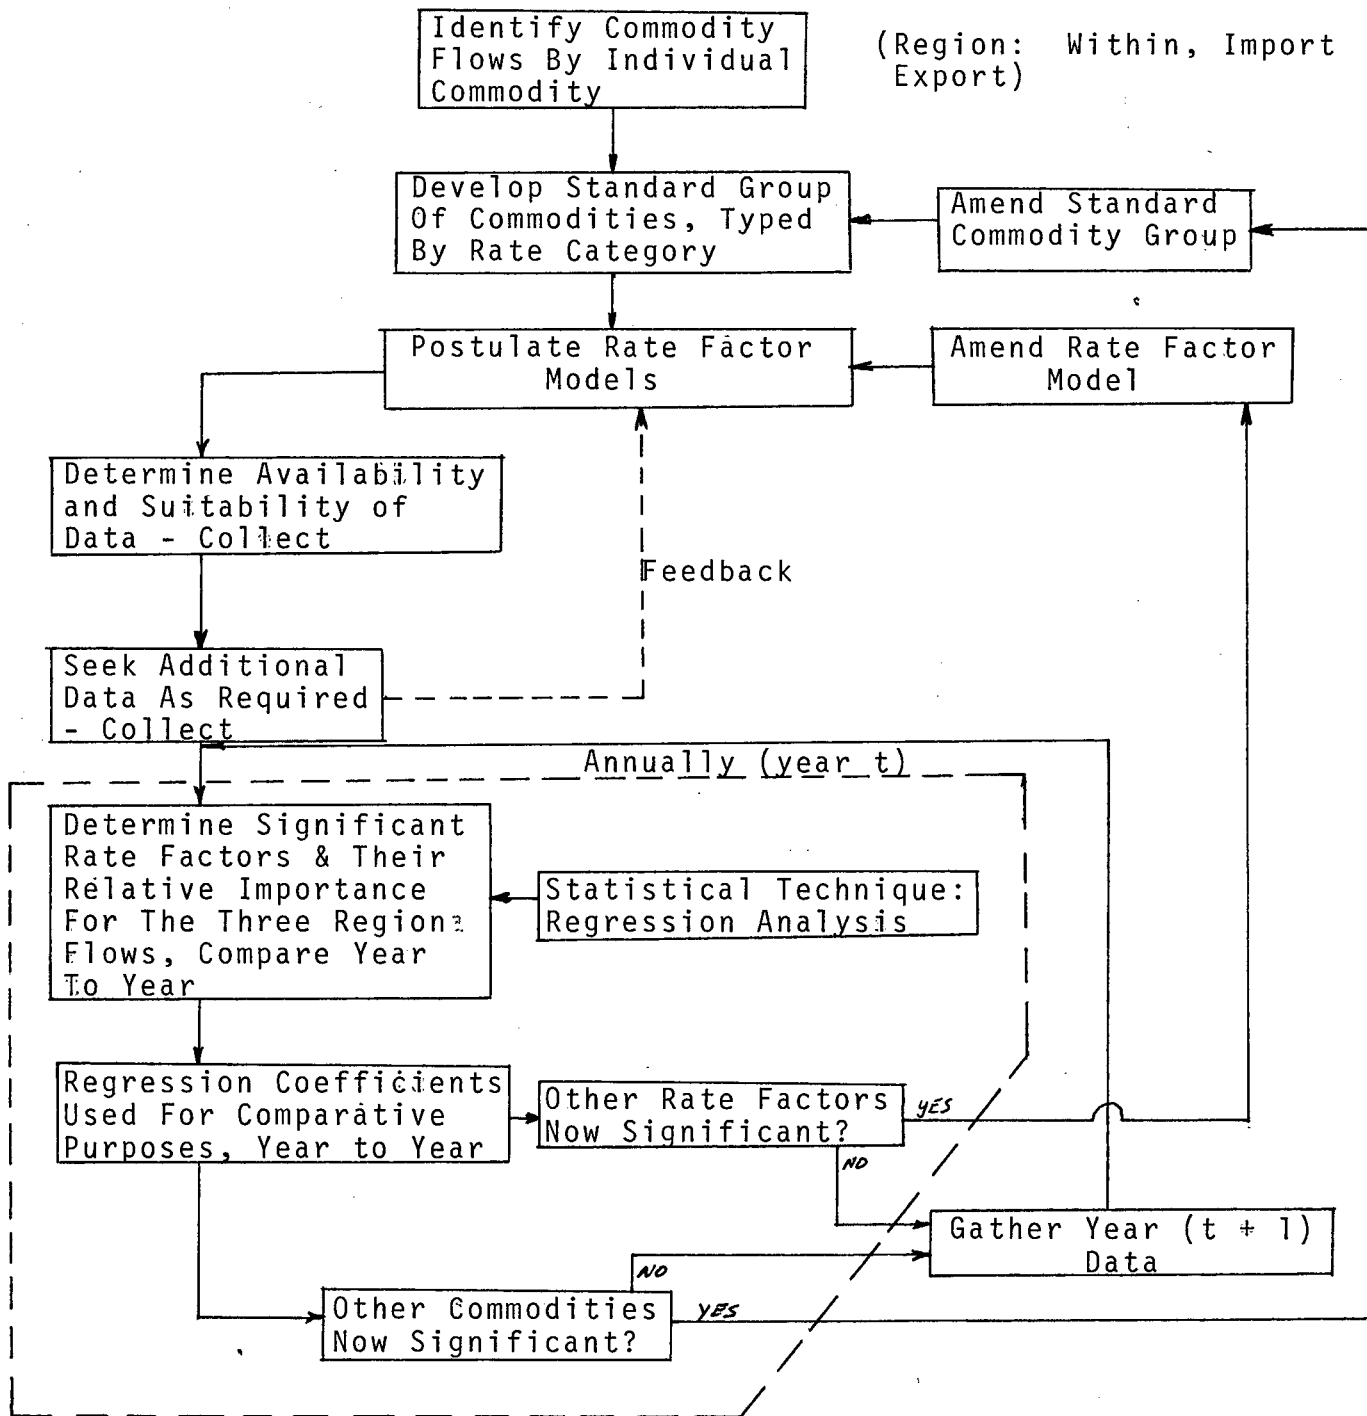 Identify Commodity
Flows By Individual
Commodity
(Region: Within, Import
Export)
Develop Standard Group
Of Commodities, Typed
By Rate Category
Amend Standard
Commodity Group
Postulate Rate Factor
Models
Amend Rate Factor
Model
Determine Availability
and Suitability of
Data - Collect
Feedback
Seek Additional
Data As Required
- Collect
Annually (year t)
Determine Significant
Rate Factors & Their
Relative Importance
For The Three Region
Flows, Compare Year
To Year
Statistical Technique:
Regression Analysis
Regression Coefficients
Used For Comparative
Purposes, Year to Year
Other Rate Factors
Now Significant?
YES
NO
Gather Year (t + 1)
Data
NO
Other Commodities
Now Significant?
YES